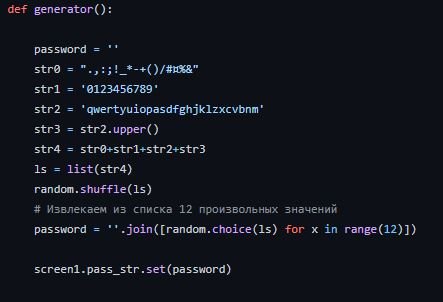 def generator():
password = ''
str0 = ".,:;!_*-+()/#¤%&"
str1 = '0123456789'
str2 = 'qwertyuiopasdfghjklzxcvbnm'
str3 = str2.upper()
str4 = str0+str1+str2+str3
ls = list(str4)
random.shuffle(ls)
# Извлекаем из списка 12 произвольных значений
password = ''.join([random.choice(ls) for x in range(12)])
screen1.pass_str.set(password)